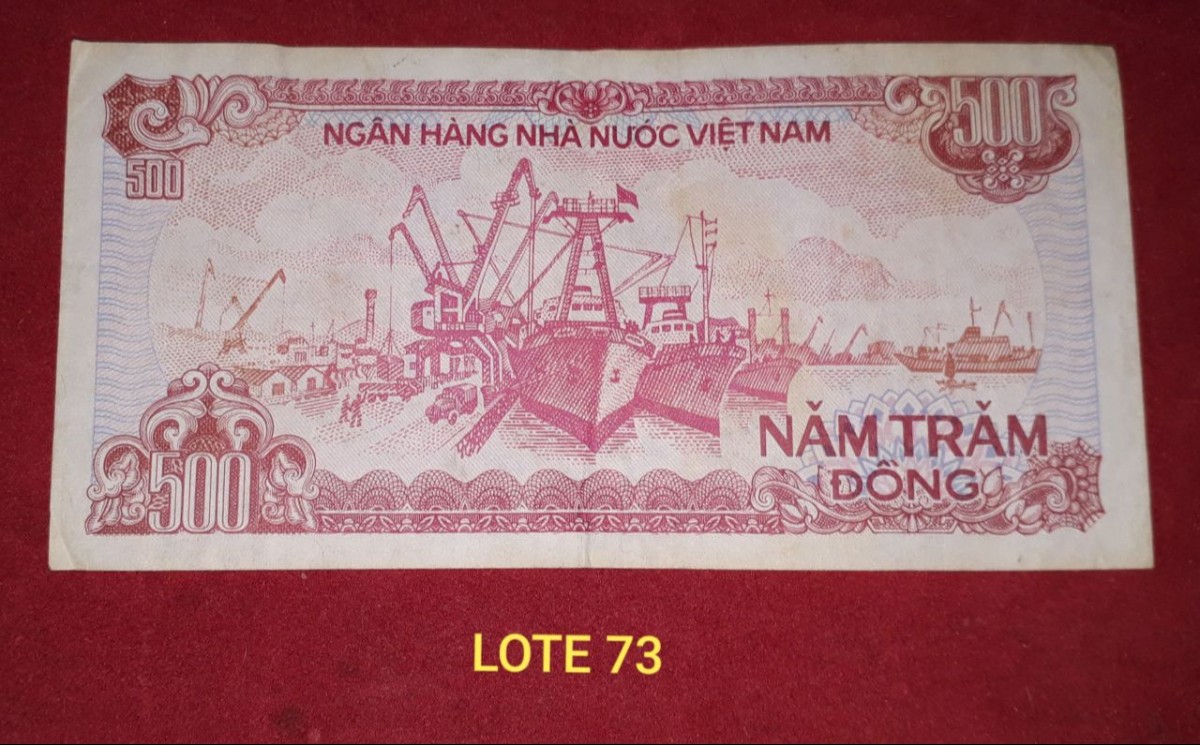 NGÂN HÀNG NHÀ NƯỚC VIỆT NAM
500
500
500
NĂM TRĂM
ĐỒNG
LOTE 73